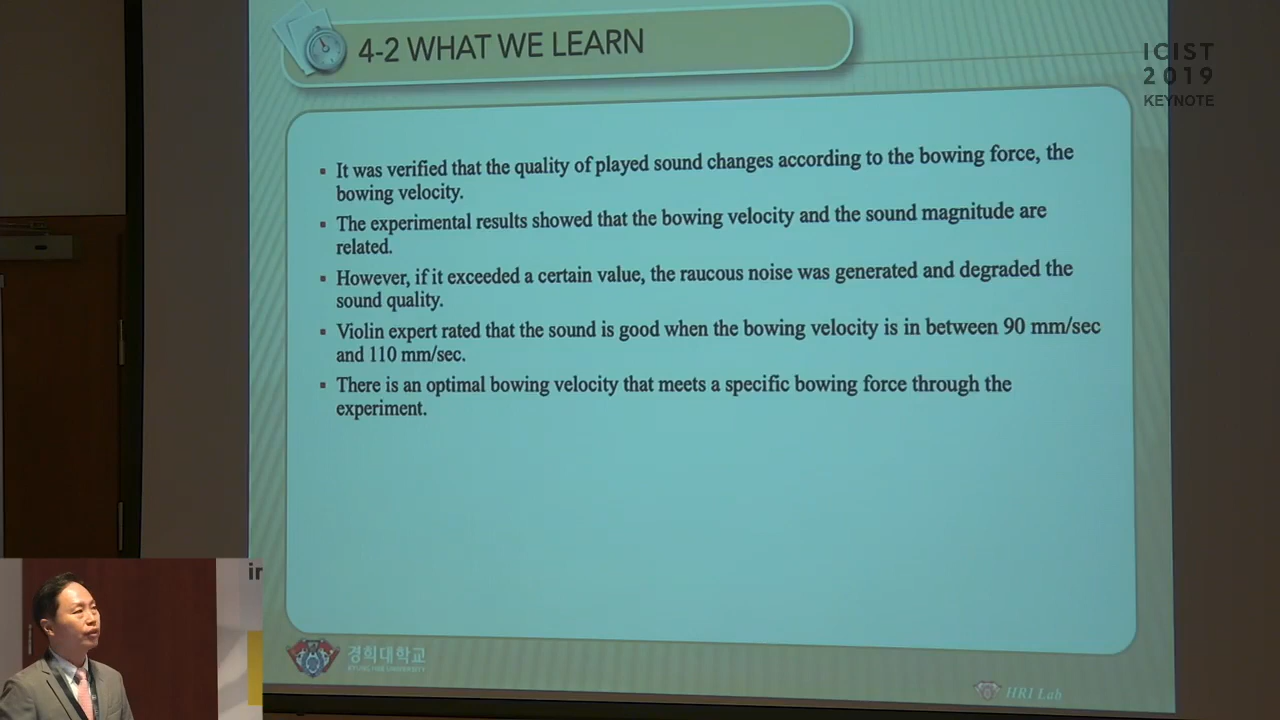 4-2 WHAT WE LEARN
ICIST
2019
KEYNOTE
▪ It was verified that the quality of played sound changes according to the bowing force, the
bowing velocity.
▪ The experimental results showed that the bowing velocity and the sound magnitude are
related.
▪ However, if it exceeded a certain value, the raucous noise was generated and degraded the
sound quality.
▪ Violin expert rated that the sound is good when the bowing velocity is in between 90 mm/sec
and 110 mm/sec.
▪ There is an optimal bowing velocity that meets a specific bowing force through the
experiment.
경희대학교
KYUNG HEE UNIVERSITY
HRI Lab